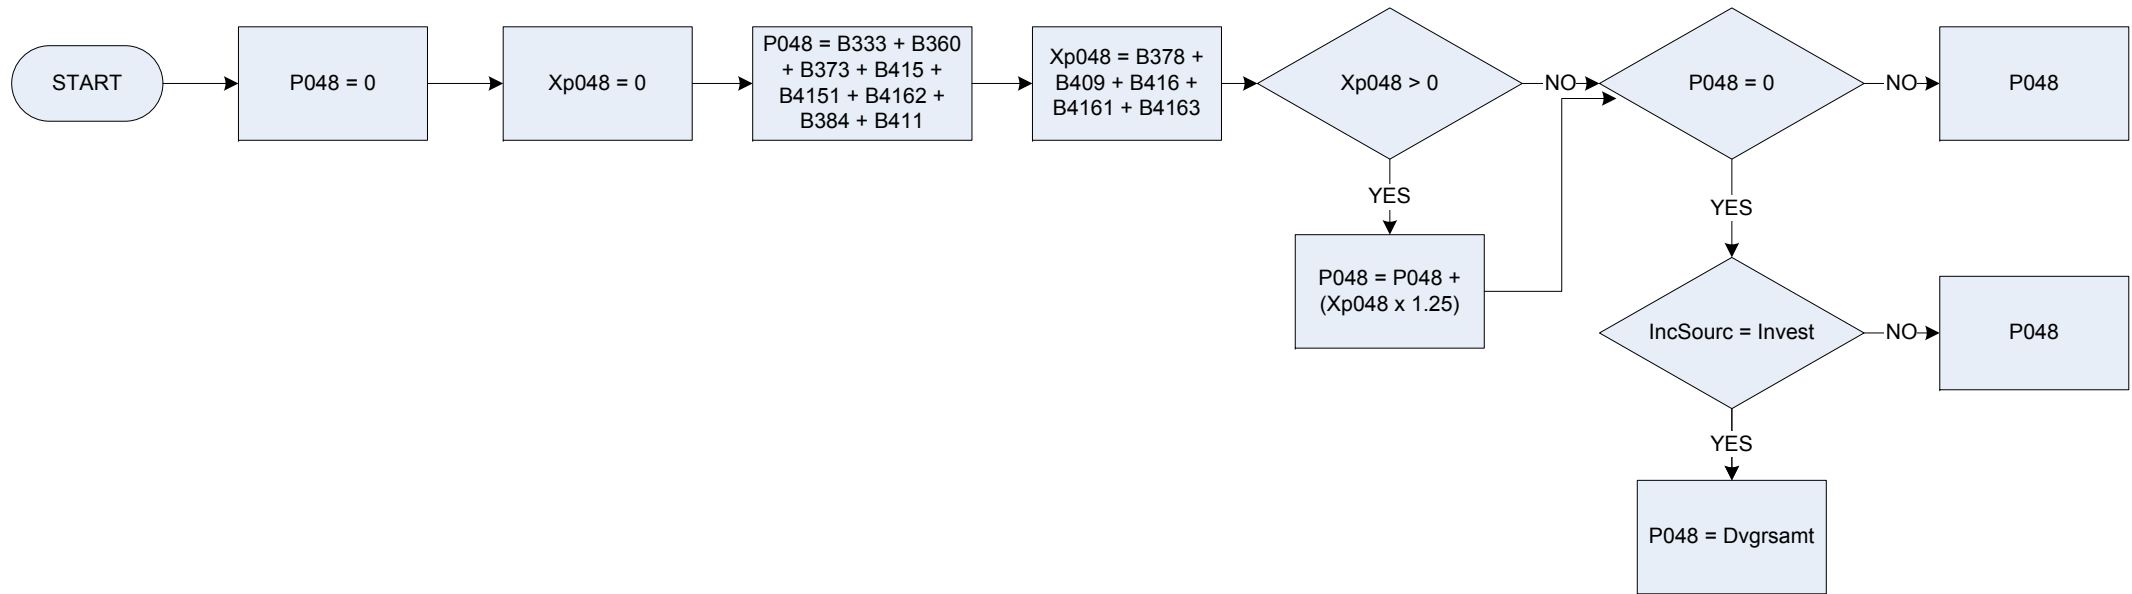 START
P048 = 0
Xp048 = 0
P048 = B333 + B360
+ B373 + B415 +
B4151 + B4162 +
B384 + B411
Xp048 = B378 +
B409 + B416 +
B4161 + B4163
Xp048 > 0
NO
P048 = 0
NO
P048
YES
P048 = P048 +
(Xp048 x 1.25)
YES
IncSourc = Invest
NO
P048
YES
P048 = Dvgrsamt